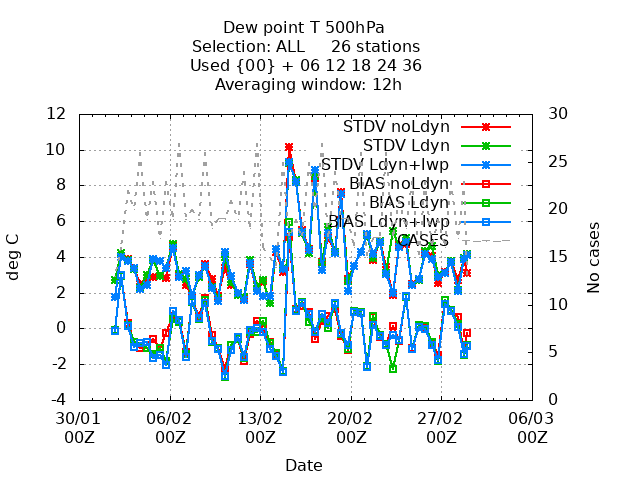 Dew point T 500hPa
Selection: ALL     26 stations
Used {00} + 06 12 18 24 36
Averaging window: 12h
deg C
12
10
8
6
4
2
0
-2
-4
STDV noLdyn
STDV Ldyn
STDV Ldyn+lwp
BIAS noLdyn
BIAS Ldyn
BIAS Ldyn+lwp
CASES
30
25
20
15
10
5
0
No cases
30/01 06/02 13/02 20/02 27/02 06/03
00Z 00Z 00Z 00Z 00Z 00Z
Date